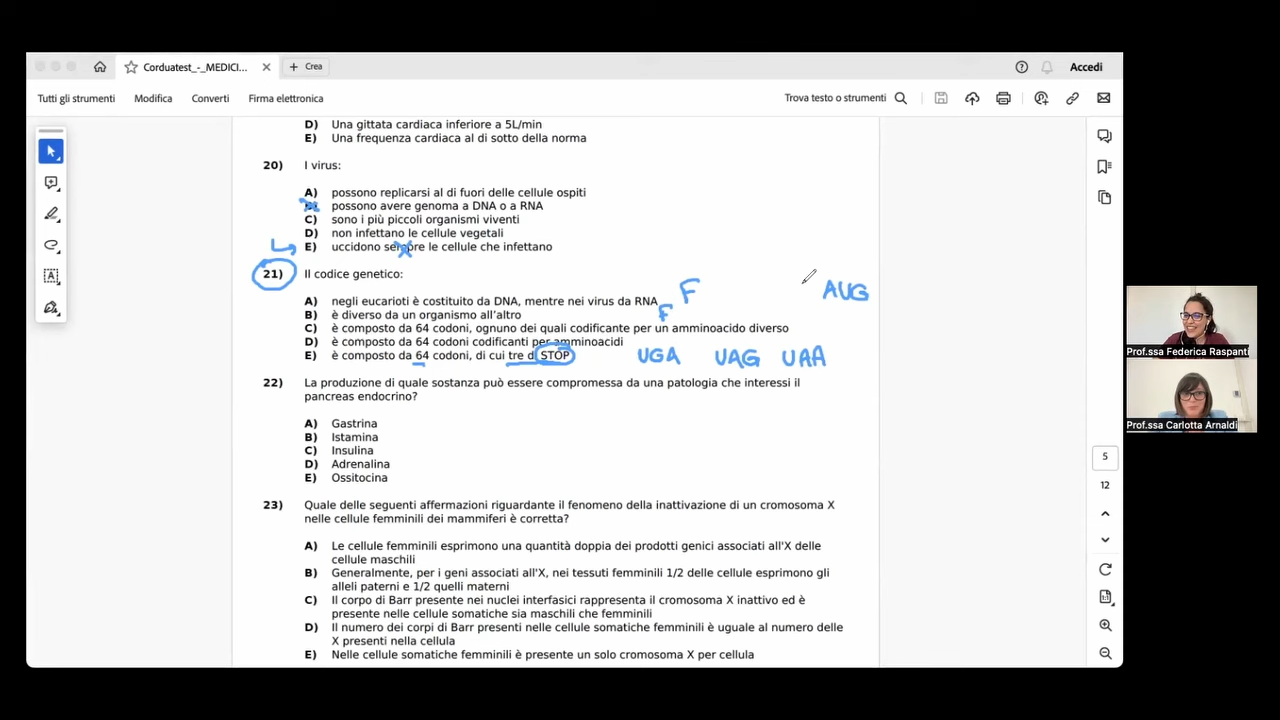 Corduatest_-_MEDICI...
Crea
Accedi
Tutti gli strumenti
Modifica
Converti
Firma elettronica
Trova testo o strumenti
D) Una gittata cardiaca inferiore a 5L/min
E) Una frequenza cardiaca al di sotto della norma
20) I virus:
A) possono replicarsi al di fuori delle cellule ospiti
possono avere genoma a DNA o a RNA
C) sono i più piccoli organismi viventi
D) non infettano le cellule vegetali
E) uccidono sempre le cellule che infettano
21) Il codice genetico:
A) negli eucarioti è costituito da DNA, mentre nei virus da RNA F
AUG
B) è diverso da un organismo all'altro F
C) è composto da 64 codoni, ognuno dei quali codificante per un amminoacido diverso
D) è composto da 64 codoni codificanti per amminoacidi
E) è composto da 64 codoni, di cui tre di STOP UGA UAG UAA
22) La produzione di quale sostanza può essere compromessa da una patologia che interessi il
pancreas endocrino?
A) Gastrina
B) Istamina
C) Insulina
D) Adrenalina
E) Ossitocina
23) Quale delle seguenti affermazioni riguardante il fenomeno della inattivazione di un cromosoma X
nelle cellule femminili dei mammiferi è corretta?
A) Le cellule femminili esprimono una quantità doppia dei prodotti genici associati all'X delle
cellule maschili
B) Generalmente, per i geni associati all'X, nei tessuti femminili 1/2 delle cellule esprimono gli
alleli paterni e 1/2 quelli materni
C) Il corpo di Barr presente nei nuclei interfasici rappresenta il cromosoma X inattivo ed è
presente nelle cellule somatiche sia maschili che femminili
D) Il numero dei corpi di Barr presenti nelle cellule somatiche femminili è uguale al numero delle
X presenti nella cellula
E) Nelle cellule somatiche femminili è presente un solo cromosoma X per cellula
5
12
Prof.ssa Federica Raspanti
Prof.ssa Carlotta Arnaldi